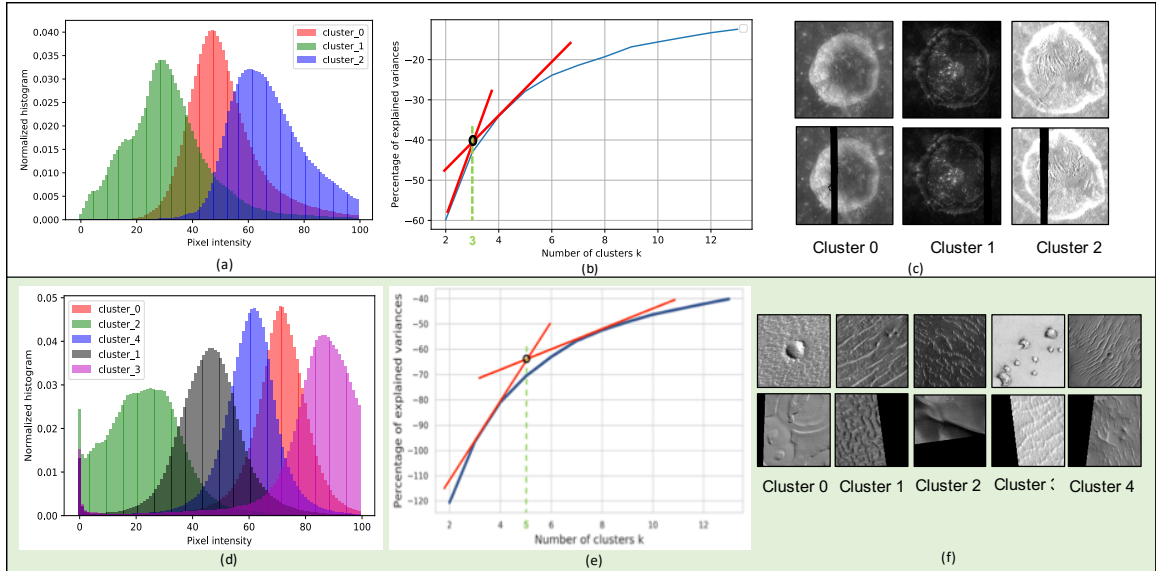 0.040
0.035
0.030
0.025
0.020
0.015
0.010
0.005
0.000
Normalized histogram
cluster_0
cluster_1
cluster_2
0 20 40 60 80 100
Pixel intensity
(a)
−20
−30
−40
−50
−60
Percentage of explained variances
2 3 4 6 8 10 12
Number of clusters k
(b)
Cluster 0 Cluster 1 Cluster 2
(c)
0.05
0.04
0.03
0.02
0.01
0.00
Normalized histogram
cluster_0
cluster_2
cluster_4
cluster_1
cluster_3
0 20 40 60 80 100
Pixel intensity
(d)
−40
−50
−60
−70
−80
−90
−100
−110
−120
Percentage of explained variances
2 4 5 6 8 10 12
Number of clusters k
(e)
Cluster 0 Cluster 1 Cluster 2 Cluster Cluster 4
(f)